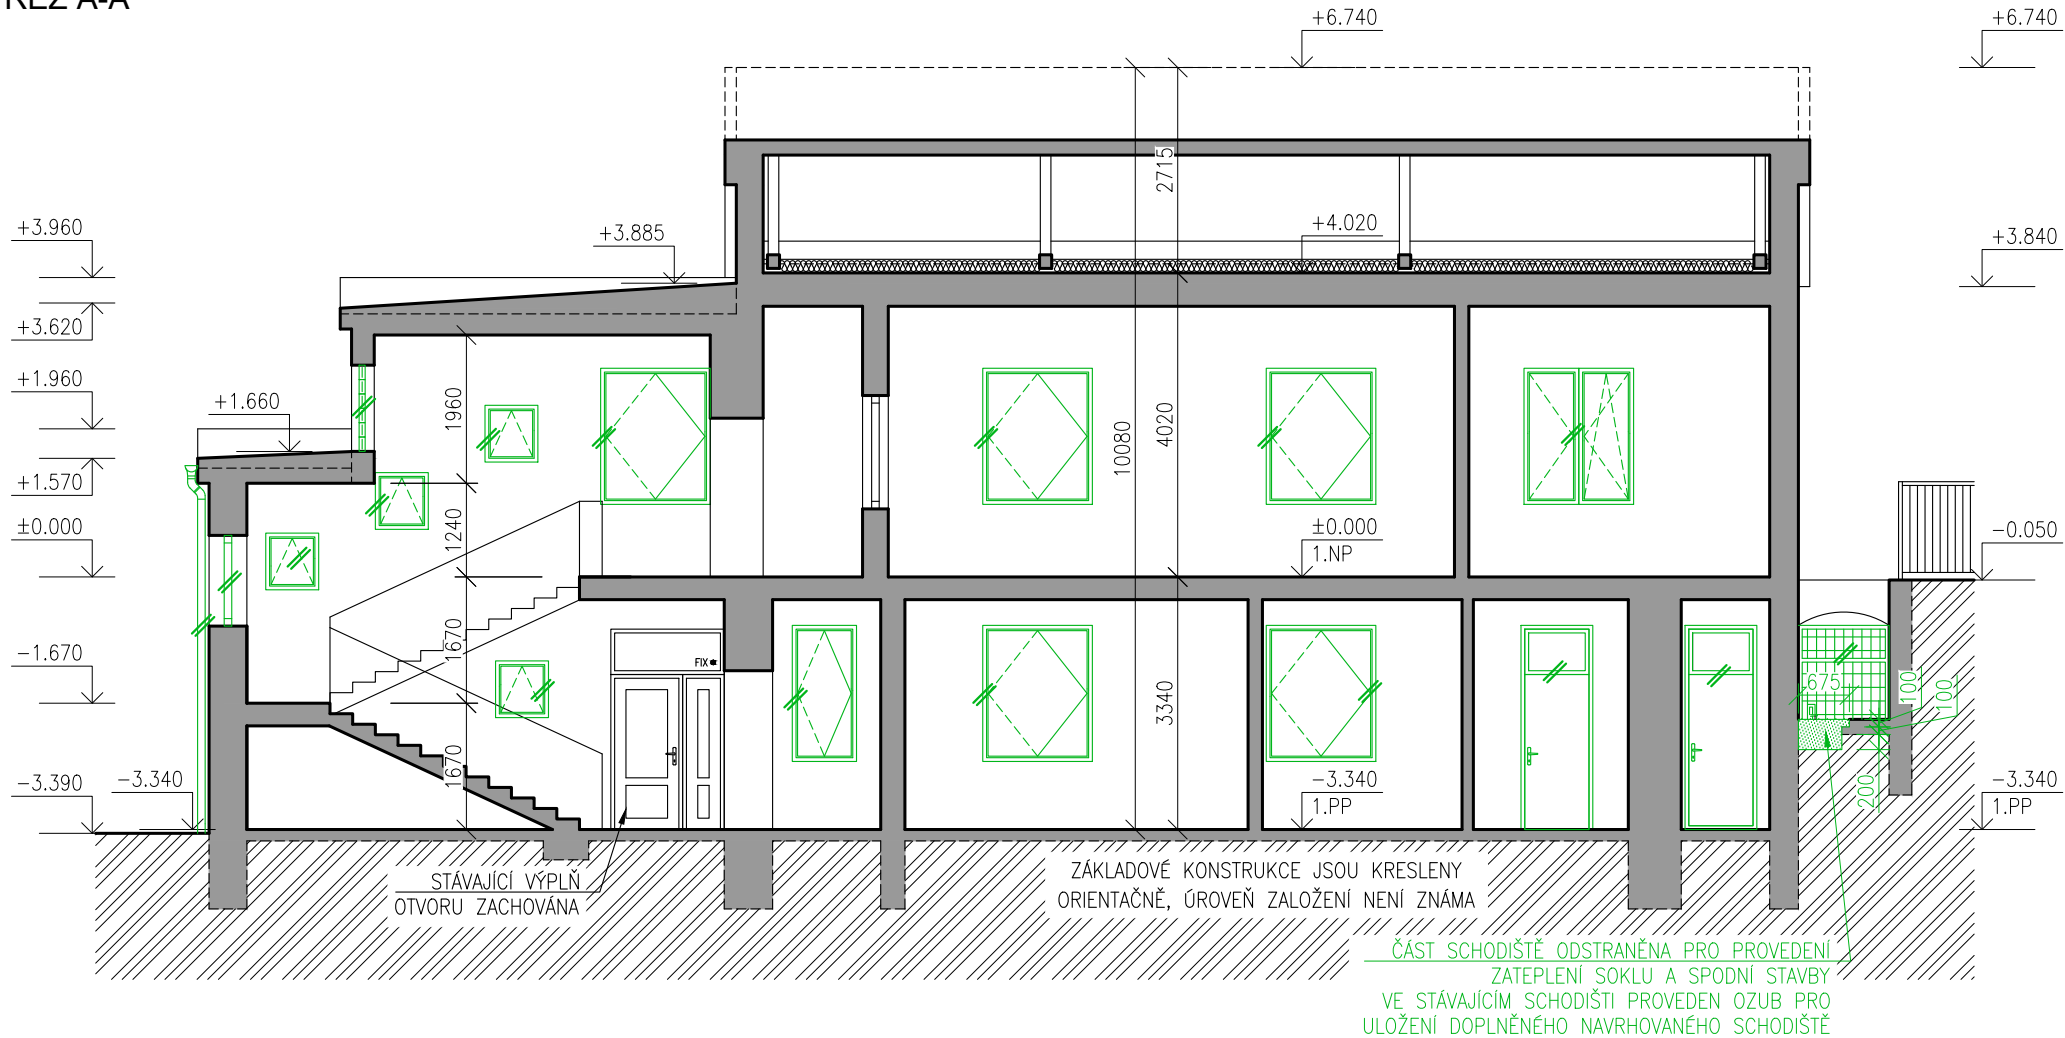 ŘEZ A-A
+6.740
+6.740
2715
+3.960
+3.885
+4.020
+3.840
+3.620
+1.960
+1.660
1960
10080
4020
+1.570
±0.000
1240
±0.000
1.NP
-0.050
1670
-1.670
FIX
675
100
100
3340
-3.390
-3.340
1670
-3.340
1.PP
200
-3.340
1.PP
STÁVAJÍCÍ VÝPLŇ
OTVORU ZACHOVÁNA
ZÁKLADOVÉ KONSTRUKCE JSOU KRESLENY
ORIENTAČNĚ, ÚROVEŇ ZALOŽENÍ NENÍ ZNÁMA
ČÁST SCHODIŠTĚ ODSTRANĚNA PRO PROVEDENÍ
ZATEPLENÍ SOKLU A SPODNÍ STAVBY
VE STÁVAJÍCÍM SCHODIŠTI PROVEDEN OZUB PRO
ULOŽENÍ DOPLNĚNÉHO NAVRHOVANÉHO SCHODIŠTĚ